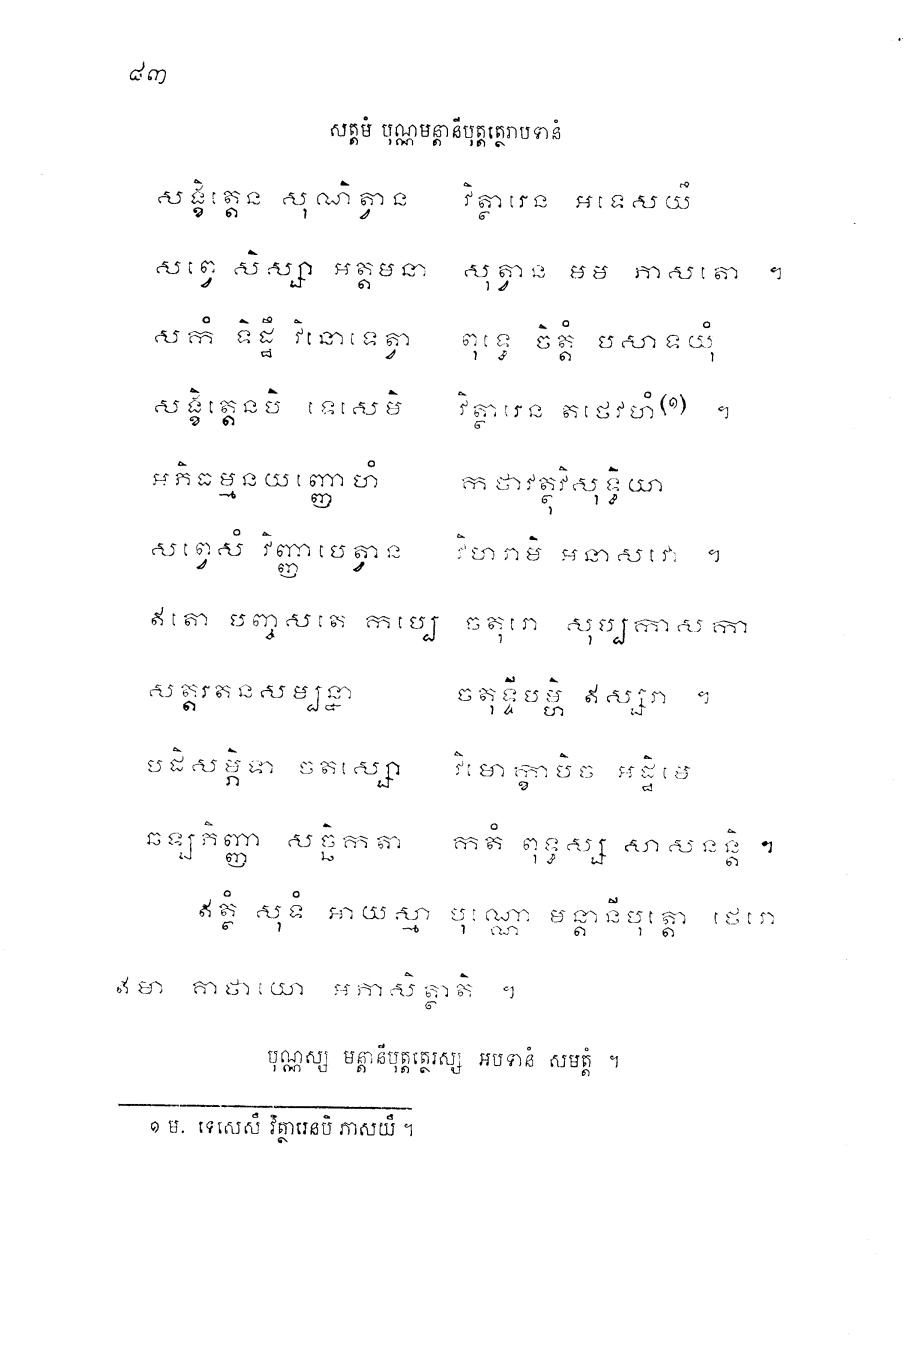 ៨៣
សត្តមំ បុណ្ណមន្តានីបុត្តត្ថេរាបទានំ
សង្ខិត្តេន សុណិត្វាន វិត្ថារេន អទេសយឹ
សព្វេ សិស្សា អត្តមនា សុត្វាន មម ភាសតោ ។
សកំ ទិដ្ឋឹ វិនោទេត្វា ពុទ្ធេ ចិត្តំ បសាទយុំ
សង្ខិត្តេនបិ ទេសេមិ វិត្ថារេន តថេវហំ(១) ។
អភិធម្មនយញ្ញោហំ កថាវត្ថុវិសុទ្ធិយា
សព្វេសំ វិញ្ញាបេត្វាន វិហរាមិ អនាសវោ ។
ឥតោ បញ្ចសតេ កប្បេ ចតុរោ សុប្បកាសកា
សត្តរតនសម្បន្នា ចតុទ្ទីបម្ហិ ឥស្សរា ។
បដិសម្ភិទា ចតស្សោ វិមោក្ខាបិច អដ្ឋិមេ
ឆឡ្បភិញ្ញា សច្ឆិកតា កតំ ពុទ្ធស្ស សាសនន្តិ ។
ឥត្ថំ សុទំ អាយស្មា បុណ្ណោ មន្តានីបុត្តោ ថេរោ
ឥមា គាថាយោ អភាសិត្ថាតិ ។
បុណ្ណស្ស មន្តានីបុត្តត្ថេរស្ស អបទានំ សមត្តំ ។
១ ម. ទេសេសឹ វិត្ថារេនបិ ភាសយឹ ។